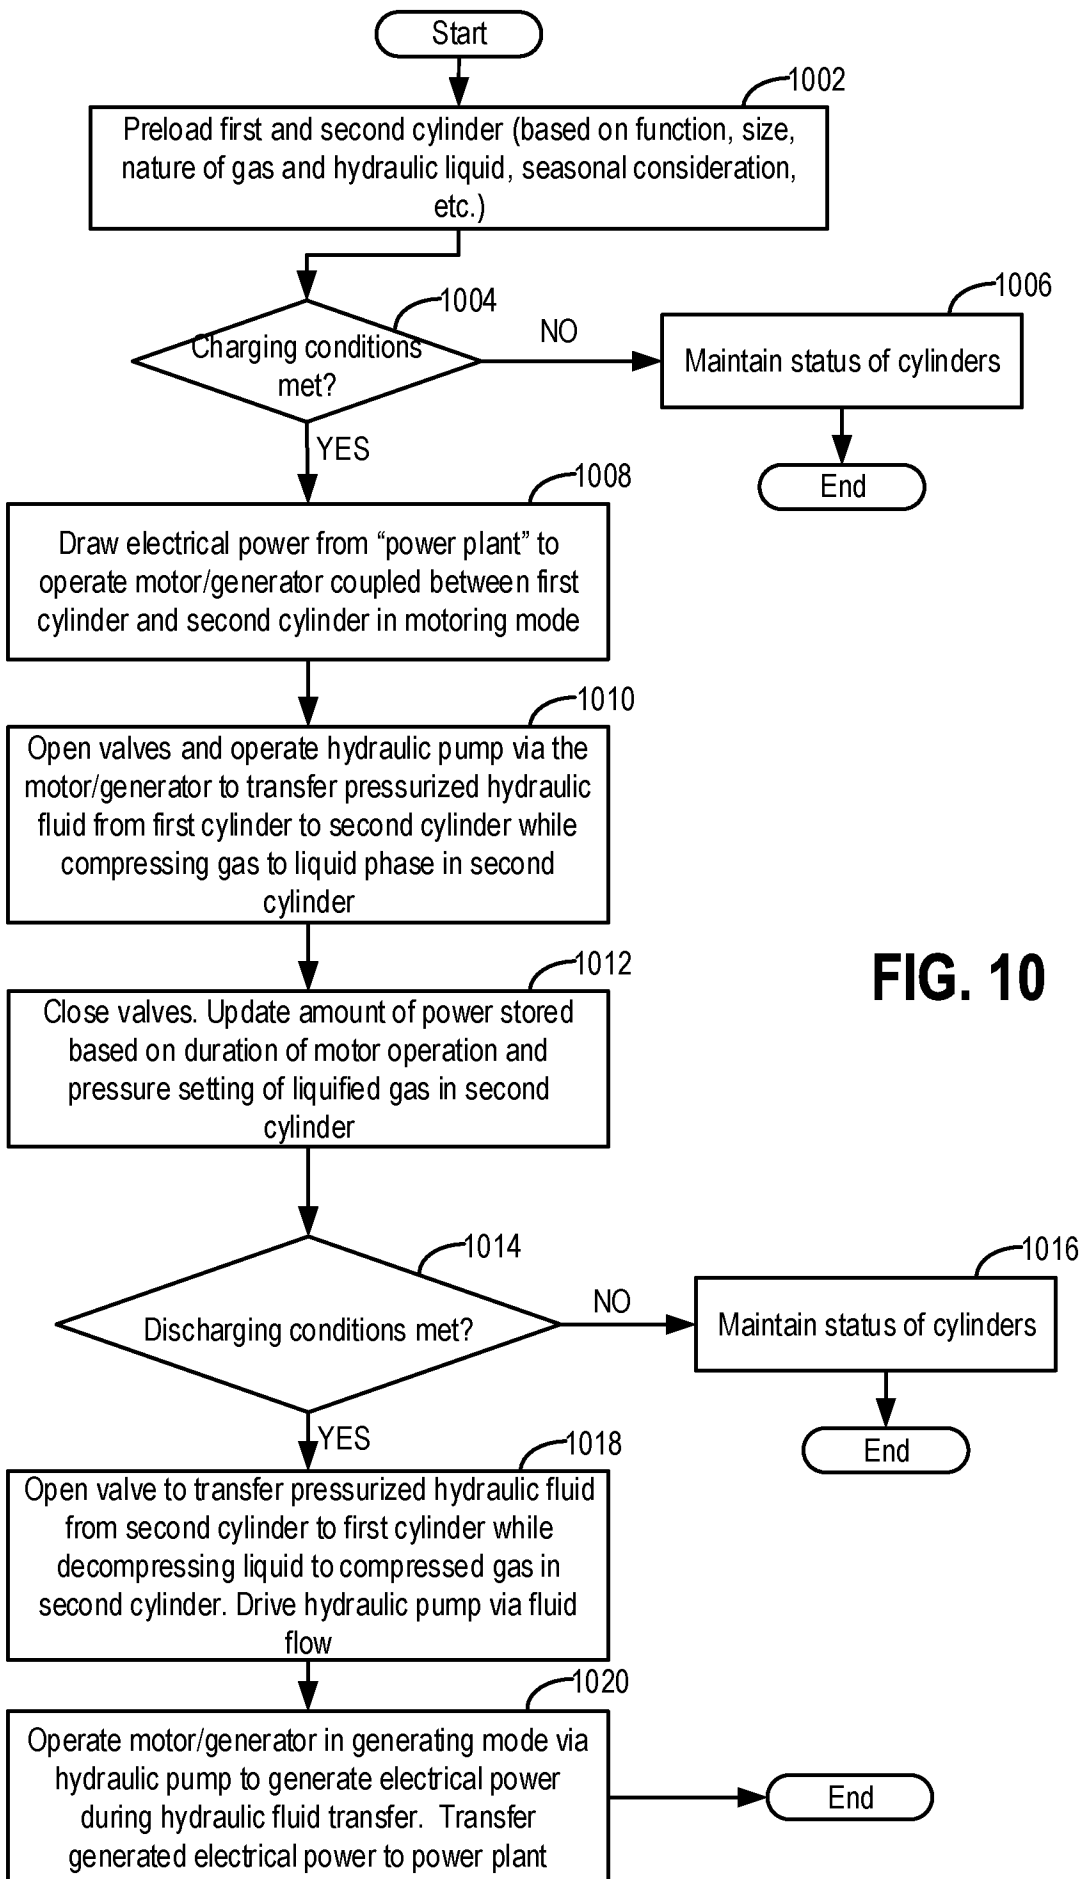 Start
1002
Preload first and second cylinder (based on function, size,
nature of gas and hydraulic liquid, seasonal consideration,
etc.)
1004
Charging conditions
met?
NO
1006
Maintain status of cylinders
End
YES
1008
Draw electrical power from “power plant” to
operate motor/generator coupled between first
cylinder and second cylinder in motoring mode
1010
Open valves and operate hydraulic pump via the
motor/generator to transfer pressurized hydraulic
fluid from first cylinder to second cylinder while
compressing gas to liquid phase in second
cylinder
1012
Close valves. Update amount of power stored
based on duration of motor operation and
pressure setting of liquified gas in second
cylinder
FIG. 10
1014
Discharging conditions met?
NO
1016
Maintain status of cylinders
End
YES
1018
Open valve to transfer pressurized hydraulic fluid
from second cylinder to first cylinder while
decompressing liquid to compressed gas in
second cylinder. Drive hydraulic pump via fluid
flow
1020
Operate motor/generator in generating mode via
hydraulic pump to generate electrical power
during hydraulic fluid transfer. Transfer
generated electrical power to power plant
End